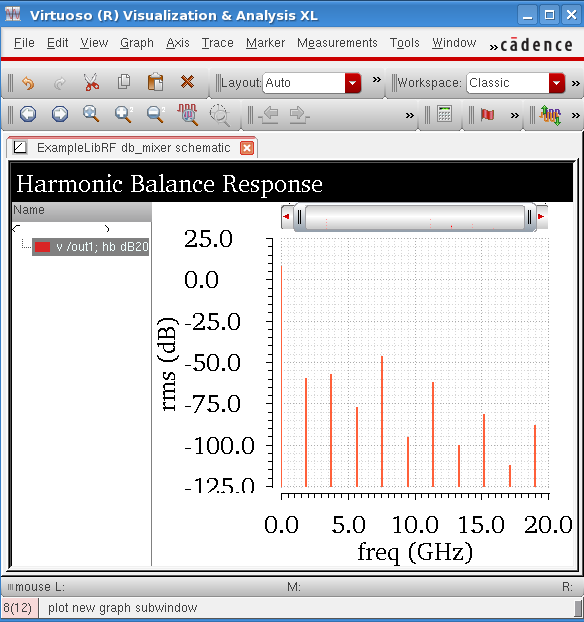 Virtuoso (R) Visualization & Analysis XL
File Edit View Graph Axis Trace Marker Measurements Tools Window » cādence
Layout: Auto » Workspace: Classic »
» » »
ExampleLibRF db_mixer schematic
Harmonic Balance Response
Name
v /out1; hb dB20
25.0
0.0
-25.0
-50.0
-75.0
-100.0
-125.0
rms (dB)
0.0 5.0 10.0 15.0 20.0
freq (GHz)
mouse L: M: R:
8(12) plot new graph subwindow